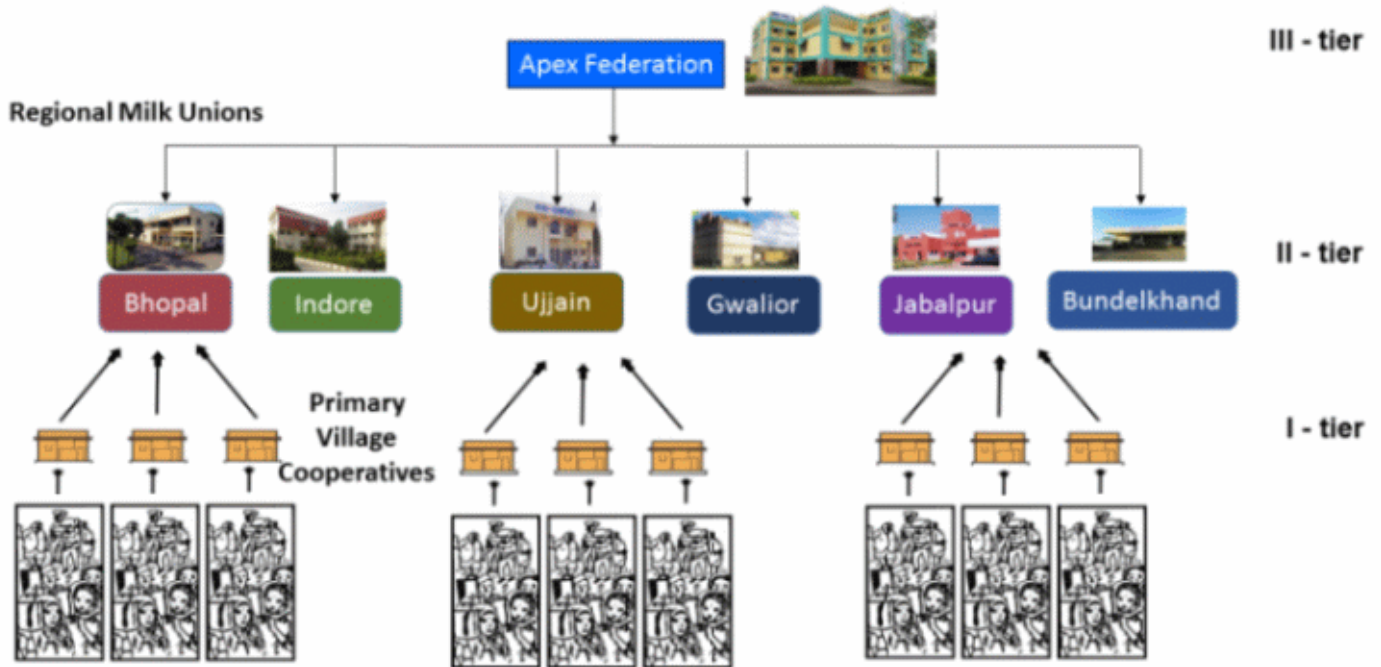 III - tier
Apex Federation
Regional Milk Unions
II - tier
Bhopal
Indore
Ujjain
Gwalior
Jabalpur
Bundelkhand
Primary
Village
Cooperatives
I - tier